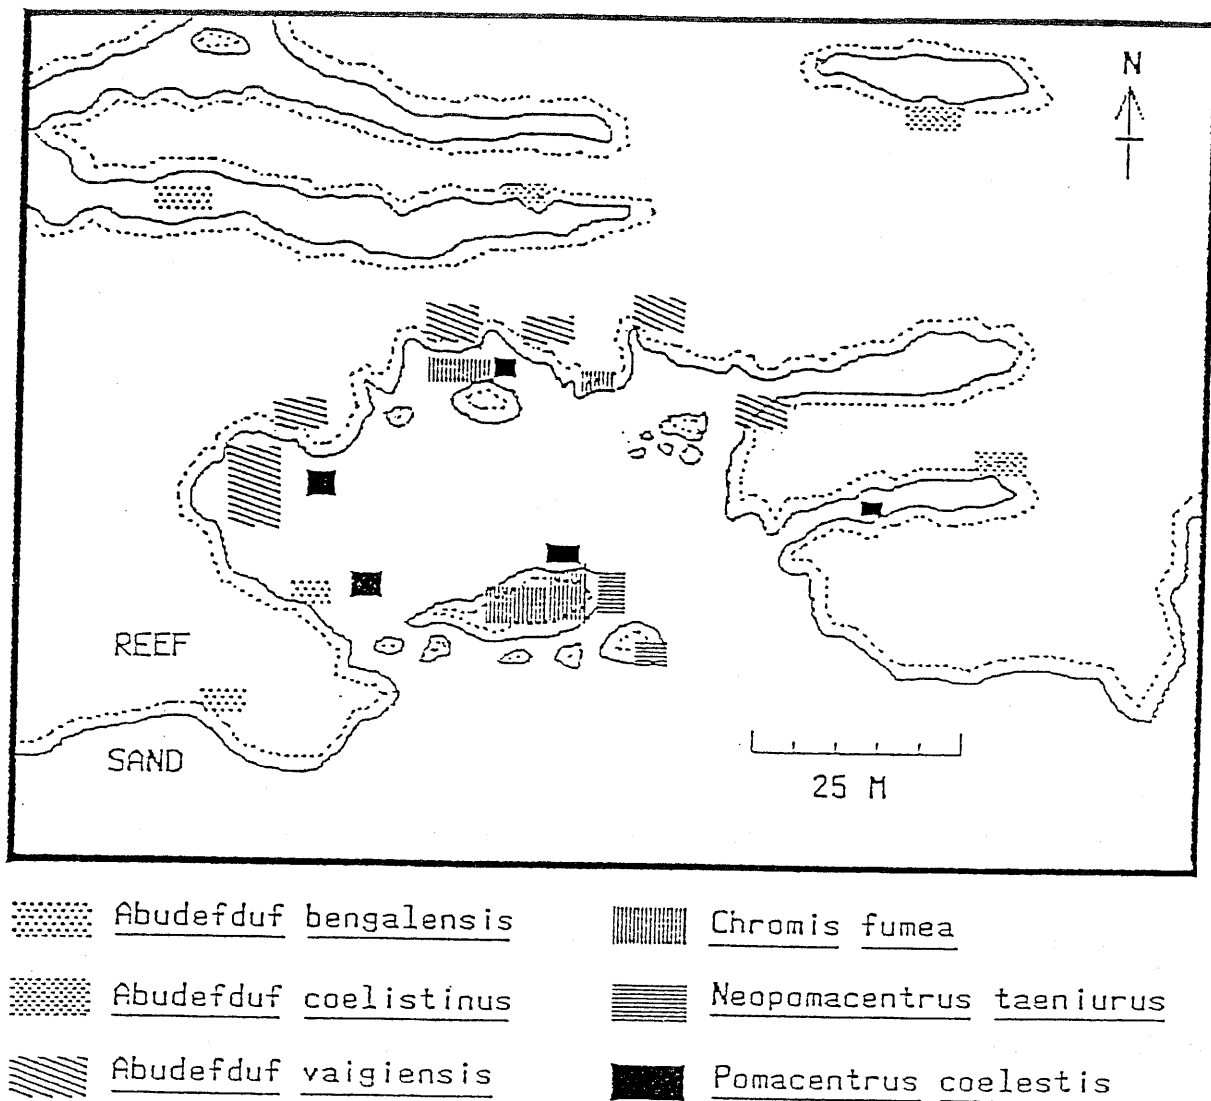 N
REEF
SAND
25 M
Abudefduf bengalensis
Abudefduf coelistinus
Abudefduf vaigiensis
Chromis fumea
Neopomacentrus taeniurus
Pomacentrus coelestis